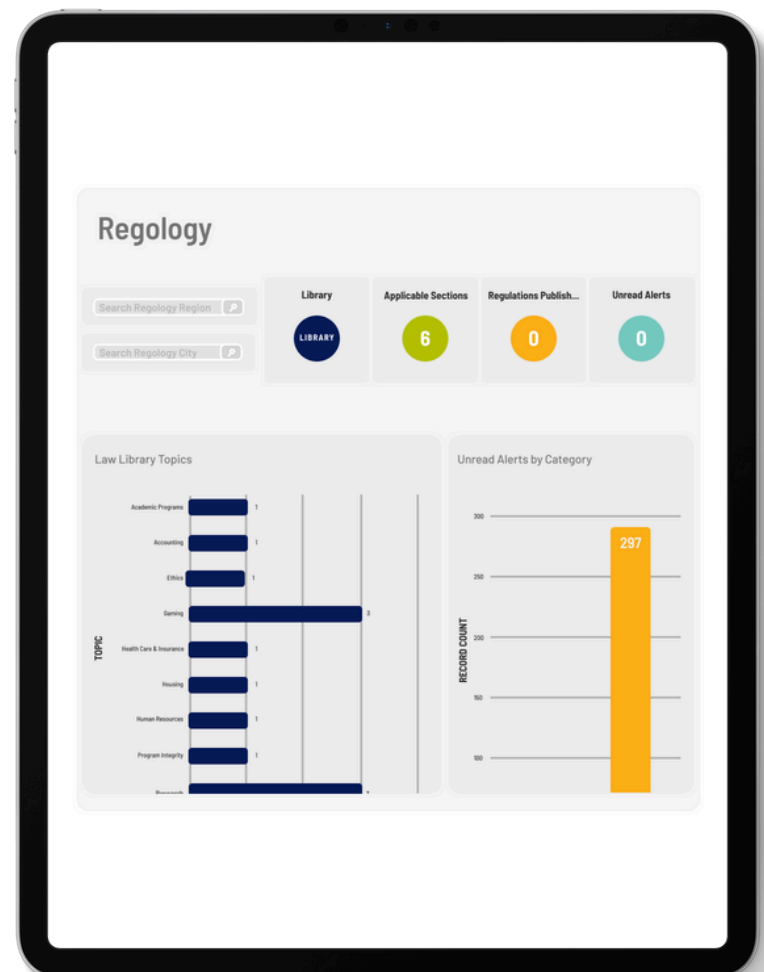 Regology
Search Regology Region
Search Regology City
Library
LIBRARY
Applicable Sections
6
Regulations Publish...
0
Unread Alerts
0
Law Library Topics
TOPIC
Academic Programs 1
Accounting 1
Ethics 1
Gaming 3
Health Care & Insurance 1
Housing 1
Human Resources 1
Program Integrity 1
Research
Unread Alerts by Category
RECORD COUNT
300
297
250
200
150
100